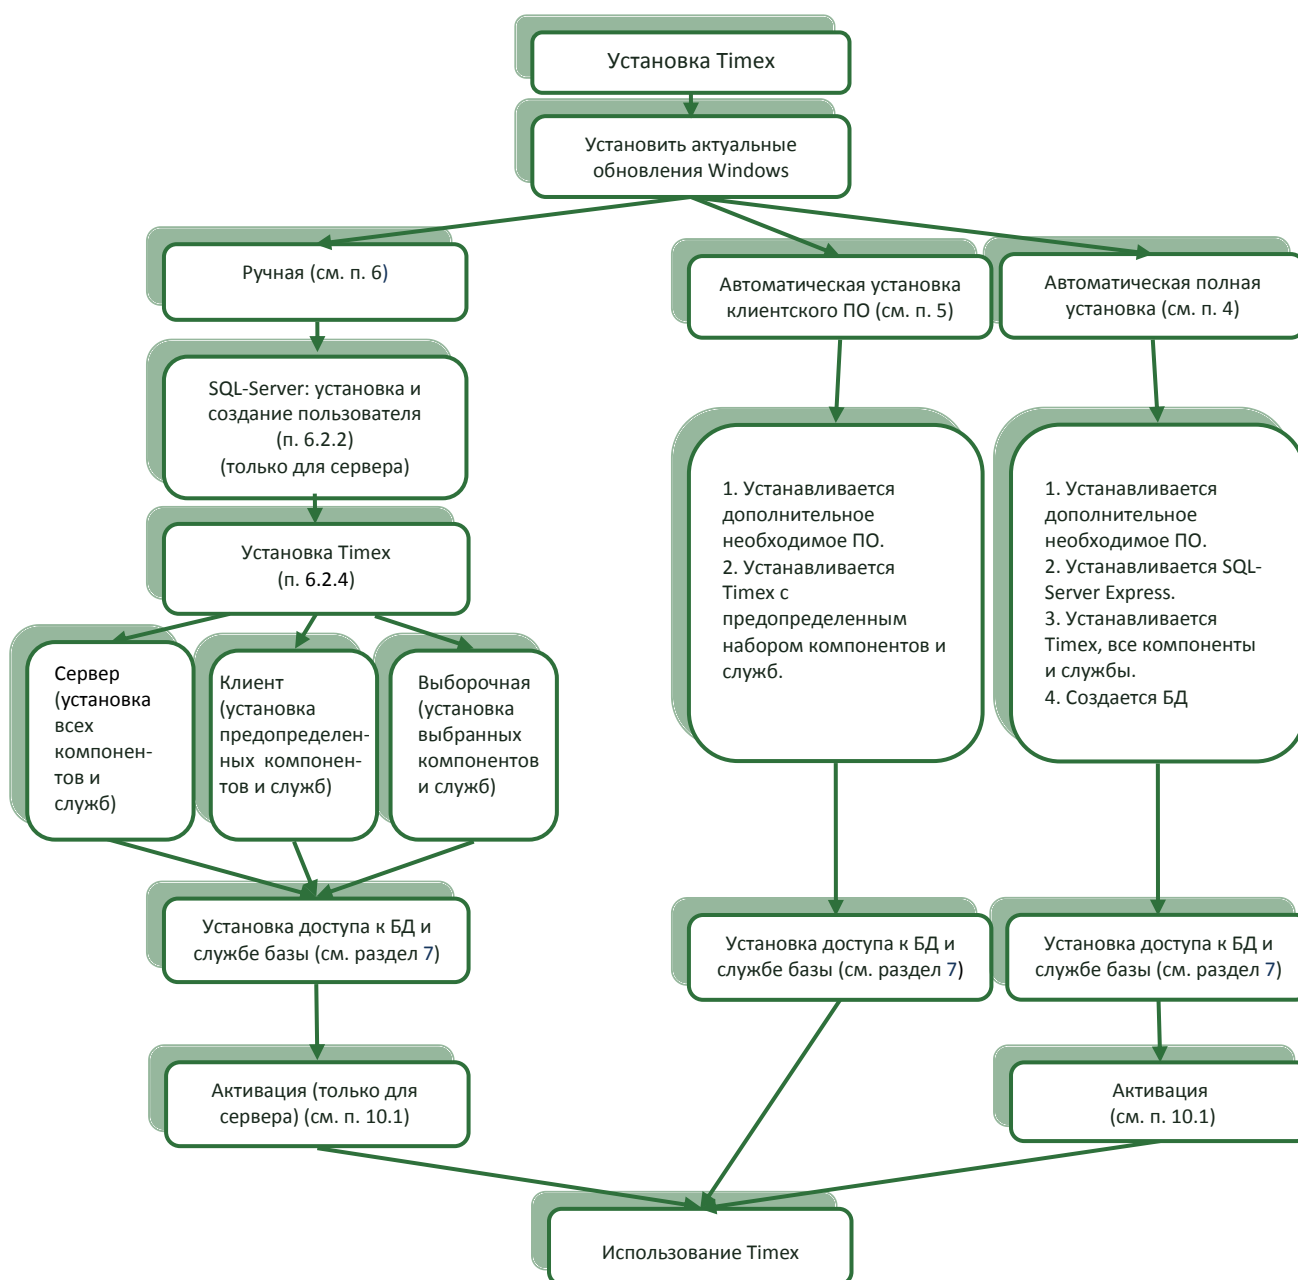 Установка Timex
Установить актуальные
обновления Windows
Ручная (см. п. 6)
Автоматическая установка
клиентского ПО (см. п. 5)
Автоматическая полная
установка (см. п. 4)
SQL-Server: установка и
создание пользователя
(п. 6.2.2)
(только для сервера)
Установка Timex
(п. 6.2.4)
Сервер
(установка
всех
компонен-
тов и
служб)
Клиент
(установка
предопределен-
ных компонен-
тов и служб)
Выборочная
(установка
выбранных
компонентов
и служб)
1. Устанавливается
дополнительное
необходимое ПО.
2. Устанавливается
Timex с
предопределенным
набором компонентов и
служб.
1. Устанавливается
дополнительное
необходимое ПО.
2. Устанавливается SQL-
Server Express.
3. Устанавливается
Timex, все компоненты
и службы.
4. Создается БД
Установка доступа к БД и
службе базы (см. раздел 7)
Установка доступа к БД и
службе базы (см. раздел 7)
Установка доступа к БД и
службе базы (см. раздел 7)
Активация (только для
сервера) (см. п. 10.1)
Активация
(см. п. 10.1)
Использование Timex